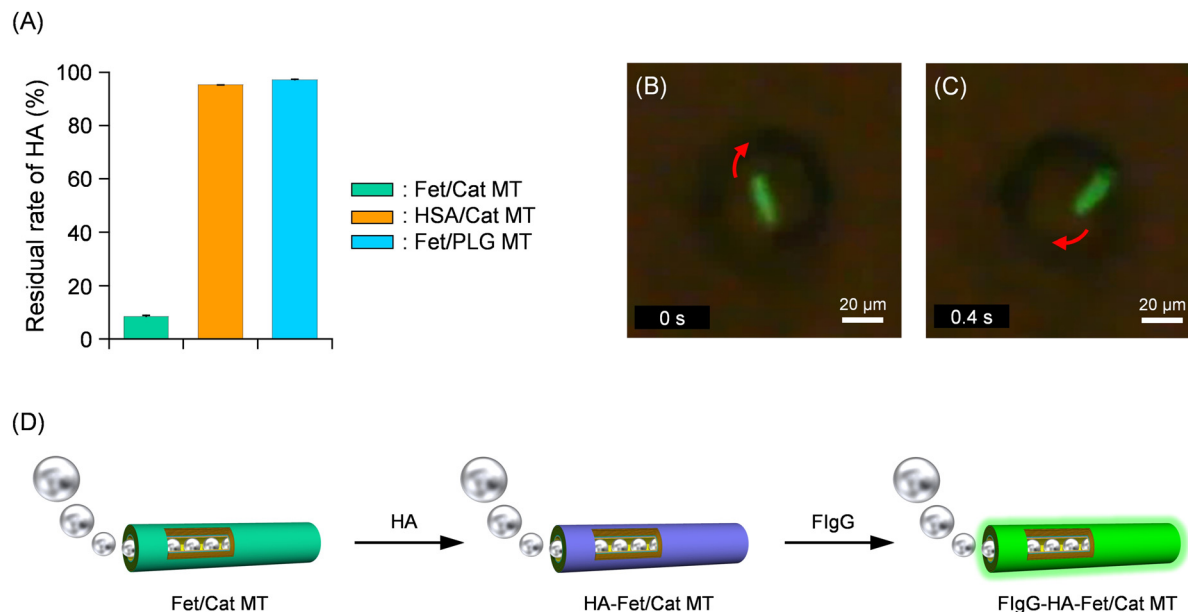 (A)
Residual rate of HA (%)
100
80
60
40
20
0
: Fet/Cat MT
: HSA/Cat MT
: Fet/PLG MT
(B)
0 s
20 µm
(C)
0.4 s
20 µm
(D)
HA
FIgG
Fet/Cat MT
HA-Fet/Cat MT
FIgG-HA-Fet/Cat MT